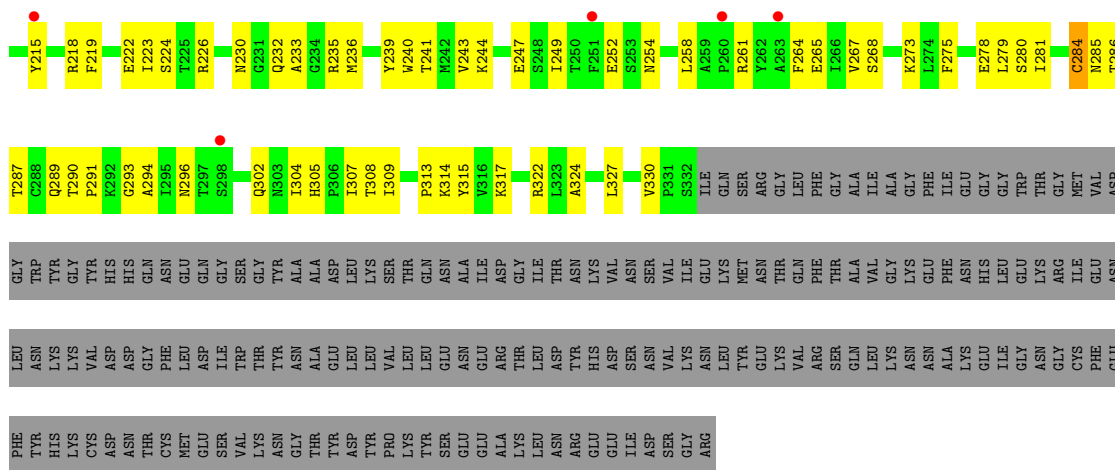 Y215 R218 F219 E222 I223 S224 T225 R226 N230 G231 Q232 A233 G234 R235 M236 Y239 W240 T241 M242 V243 K244 E247 S248 I249 T250 F251 E252 S253 N254 L258 A259 P260 R261 Y262 A263 F264 E265 I266 V267 S268 K273 L274 F275 E278 L279 S280 I281 C284 N285 T286
T287 C288 Q289 T290 P291 K292 G293 A294 I295 N296 T297 S298 Q302 N303 I304 H305 P306 I307 T308 I309 P313 K314 Y315 V316 K317 R322 L323 A324 L327 V330 P331 S332 ILE GLN SER ARG GLY LEU PHE GLY ALA ILE ALA GLY PHE ILE GLU GLY GLY TRP THR GLY MET VAL ASP
GLY TRP TYR GLY TYR HIS HIS GLN ASN GLU GLN GLY SER GLY TYR ALA ALA ASP LEU LYS SER THR GLN ASN ALA ILE ASP GLY ILE THR ASN LYS VAL ASN SER VAL ILE GLU LYS MET ASN THR GLN PHE THR ALA VAL GLY LYS GLU PHE ASN HIS LEU GLU LYS ARG ILE GLU ASN
LEU ASN LYS LYS VAL ASP ASP GLY PHE LEU ASP ILE TRP THR TYR ASN ALA GLU LEU LEU VAL LEU LEU GLU ASN GLU ARG THR LEU ASP TYR HIS ASP SER ASN VAL LYS ASN LEU TYR GLU LYS VAL ARG SER GLN LEU LYS ASN ASN ALA LYS GLU ILE GLY ASN GLY CYS PHE GLU
PHE TYR HIS LYS CYS ASP ASN THR CYS MET GLU SER VAL LYS ASN GLY THR TYR ASP TYR PRO LYS TYR SER GLU GLU ALA LYS LEU ASN ARG GLU GLU ILE ASP SER GLY ARG